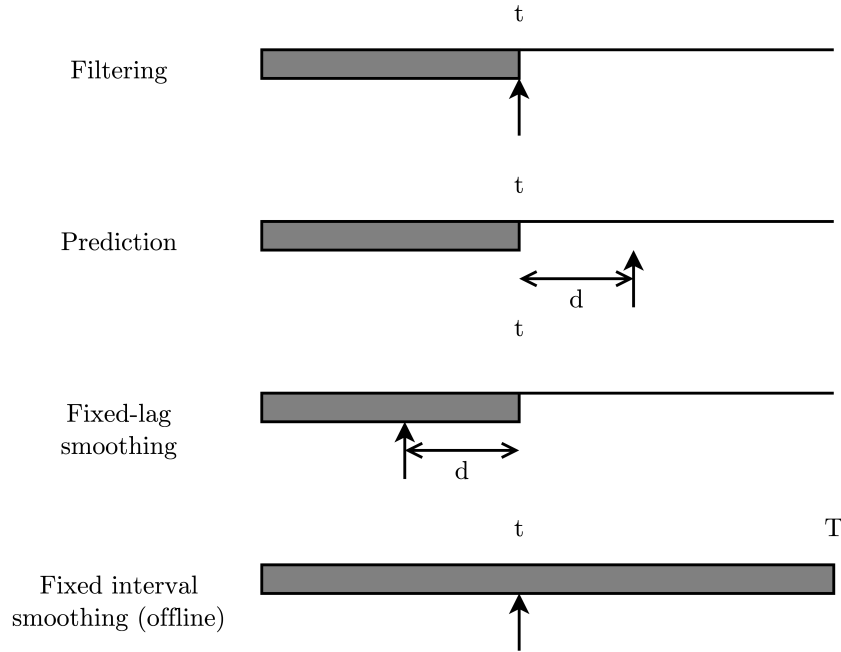 t
Filtering
t
Prediction
d
t
Fixed-lag
smoothing
d
t T
Fixed interval
smoothing (offline)